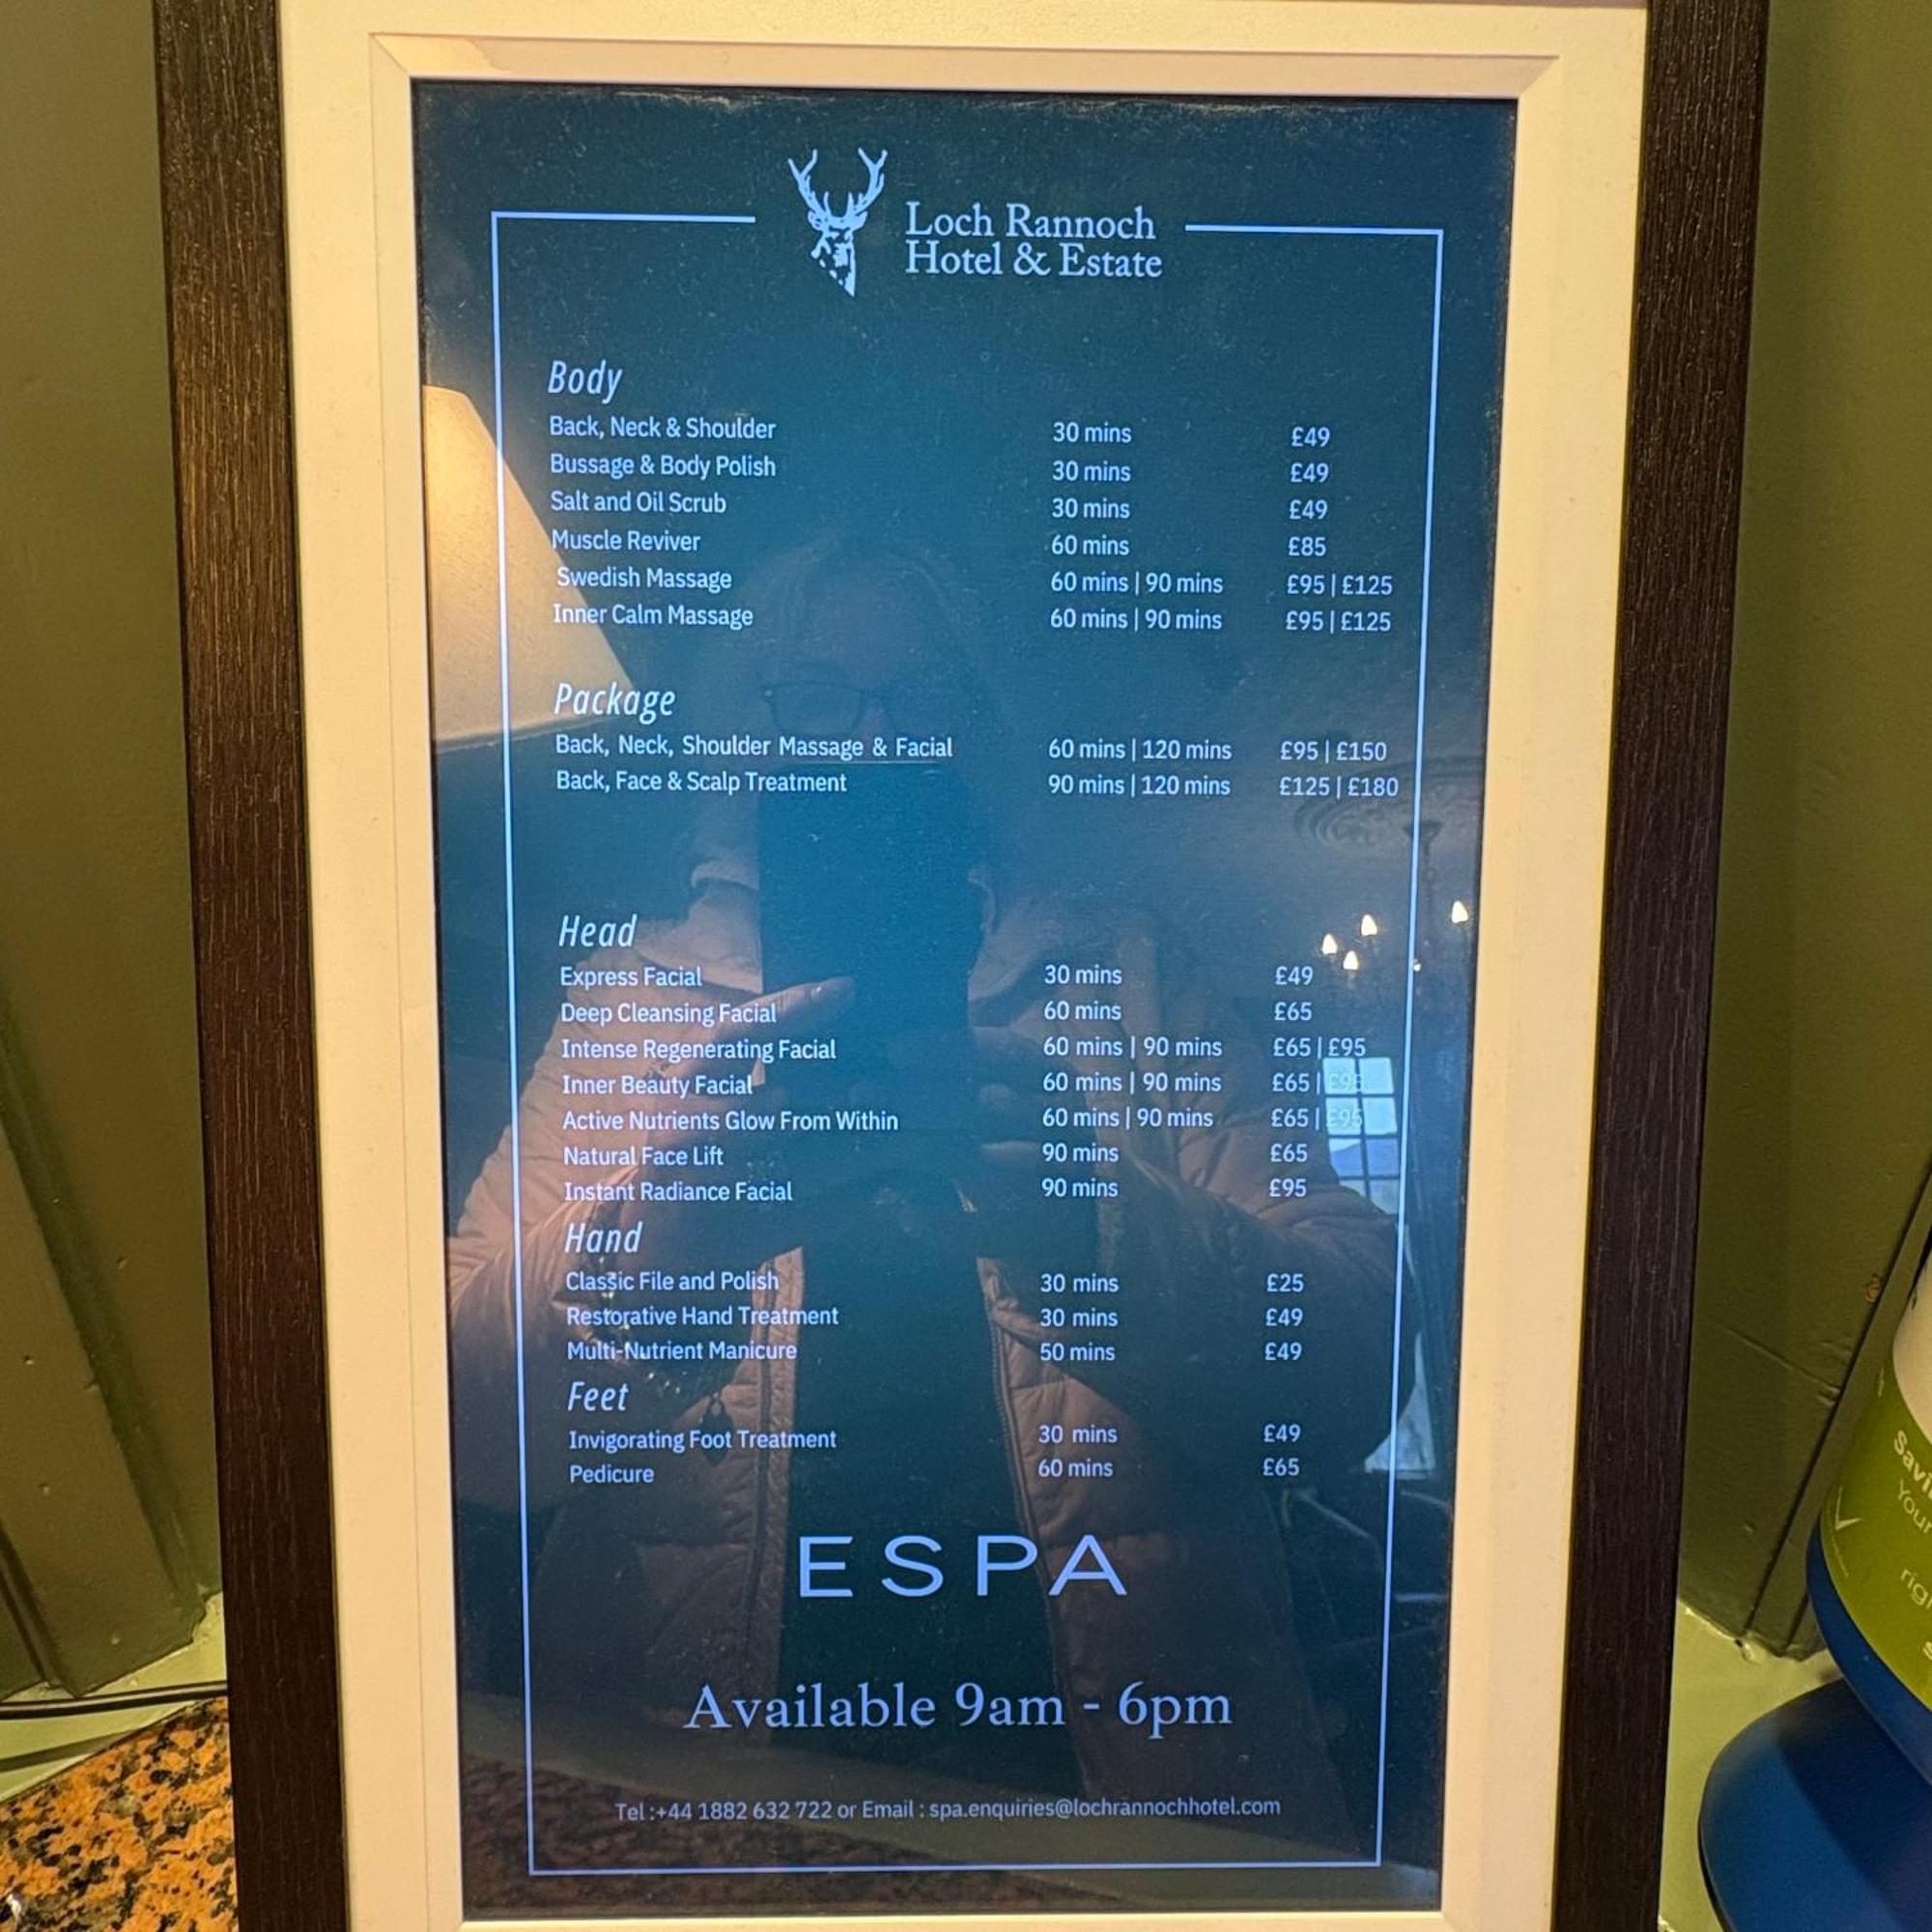 Loch Rannoch
Hotel & Estate
Body
Back, Neck & Shoulder 30 mins £49
Bussage & Body Polish 30 mins £49
Salt and Oil Scrub 30 mins £49
Muscle Reviver 60 mins £85
Swedish Massage 60 mins | 90 mins £95 | £125
Inner Calm Massage 60 mins | 90 mins £95 | £125
Package
Back, Neck, Shoulder Massage & Facial 60 mins | 120 mins £95 | £150
Back, Face & Scalp Treatment 90 mins | 120 mins £125 | £180
Head
Express Facial 30 mins £49
Deep Cleansing Facial 60 mins £65
Intense Regenerating Facial 60 mins | 90 mins £65 | £95
Inner Beauty Facial 60 mins | 90 mins £65 | £95
Active Nutrients Glow From Within 60 mins | 90 mins £65 | £95
Natural Face Lift 90 mins £65
Instant Radiance Facial 90 mins £95
Hand
Classic File and Polish 30 mins £25
Restorative Hand Treatment 30 mins £49
Multi-Nutrient Manicure 50 mins £49
Feet
Invigorating Foot Treatment 30 mins £49
Pedicure 60 mins £65
ESPA
Available 9am - 6pm
Tel :+44 1882 632 722 or Email : spa.enquiries@lochrannochhotel.com